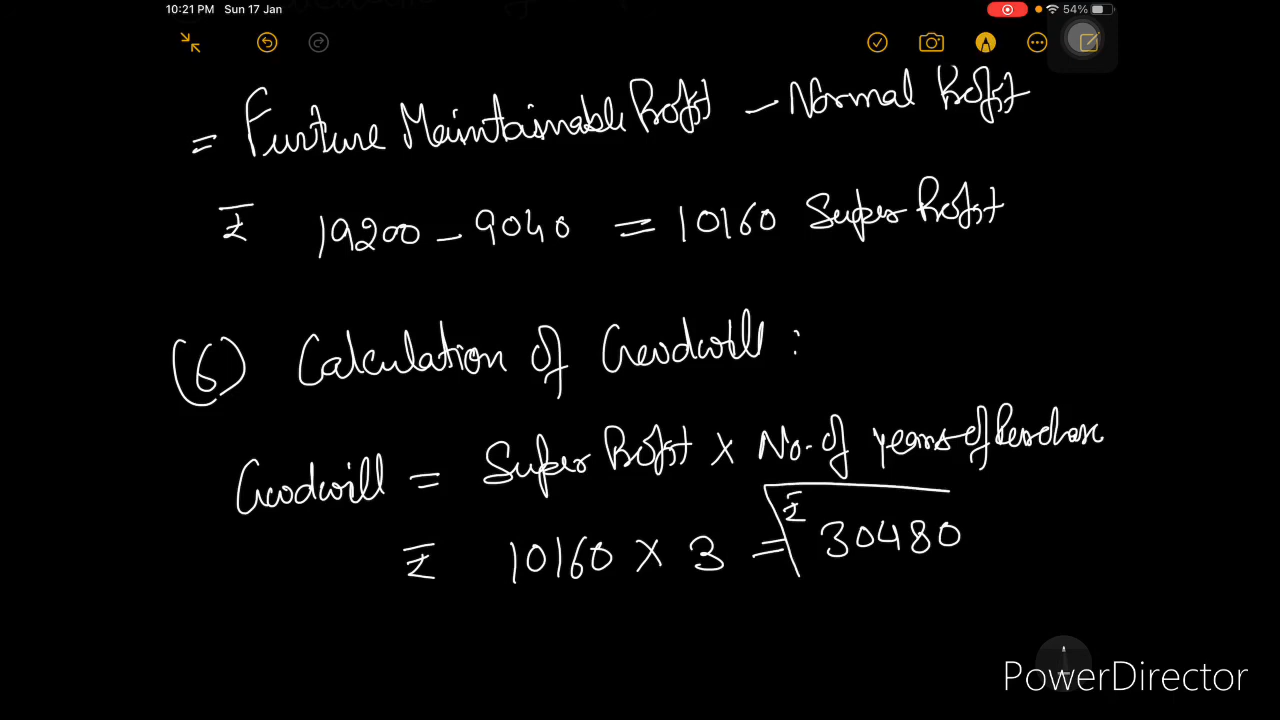 10:21 PM Sun 17 Jan 54%
= Furture Maintainable Profit - Normal Profit
₹ 19200 - 9040 = 10160 Super Profit
(6) Calculation of Goodwill :
Goodwill = Super Profit × No. of years of Purchase
₹ 10160 × 3 = ₹ 30480
PowerDirector